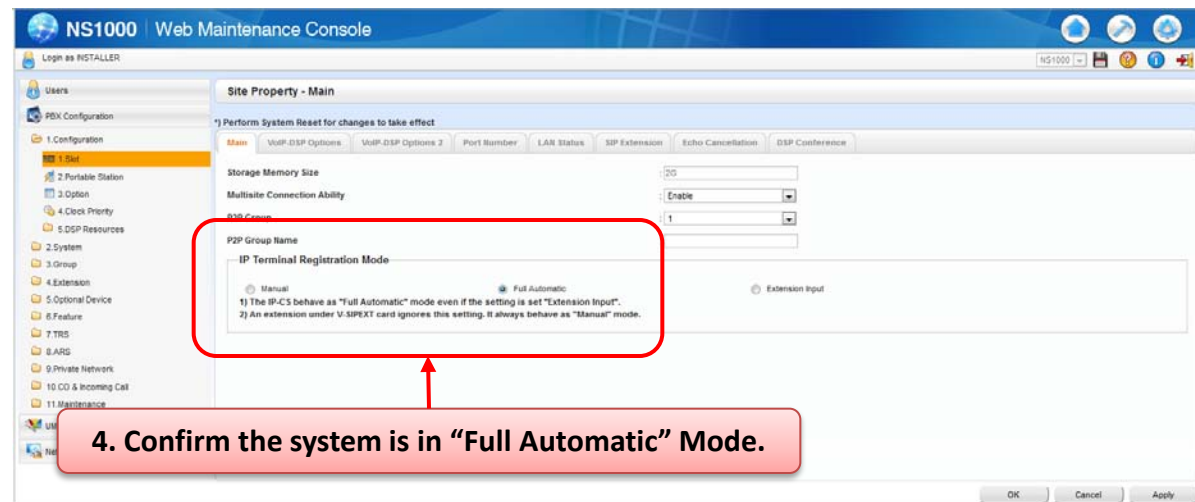 NS1000 Web Maintenance Console
Login as INSTALLER
NS1000
Users
PBX Configuration
1.Configuration
1.Slot
2.Portable Station
3.Option
4.Clock Priority
5.DSP Resources
2.System
3.Group
4.Extension
5.Optional Device
6.Feature
7.TRS
8.ARS
9.Private Network
10.CO & Incoming Call
11.Maintenance
UM
Net
Site Property - Main
*) Perform System Reset for changes to take effect
Main VoIP-DSP Options VoIP-DSP Options 2 Port Number LAN Status SIP Extension Echo Cancellation DSP Conference
Storage Memory Size : 2G
Multisite Connection Ability : Enable
P2P Group : 1
P2P Group Name
IP Terminal Registration Mode
Manual Full Automatic Extension Input
1) The IP-CS behave as "Full Automatic" mode even if the setting is set "Extension Input".
2) An extension under V-SIPEXT card ignores this setting. It always behave as "Manual" mode.
4. Confirm the system is in “Full Automatic” Mode.
OK Cancel Apply